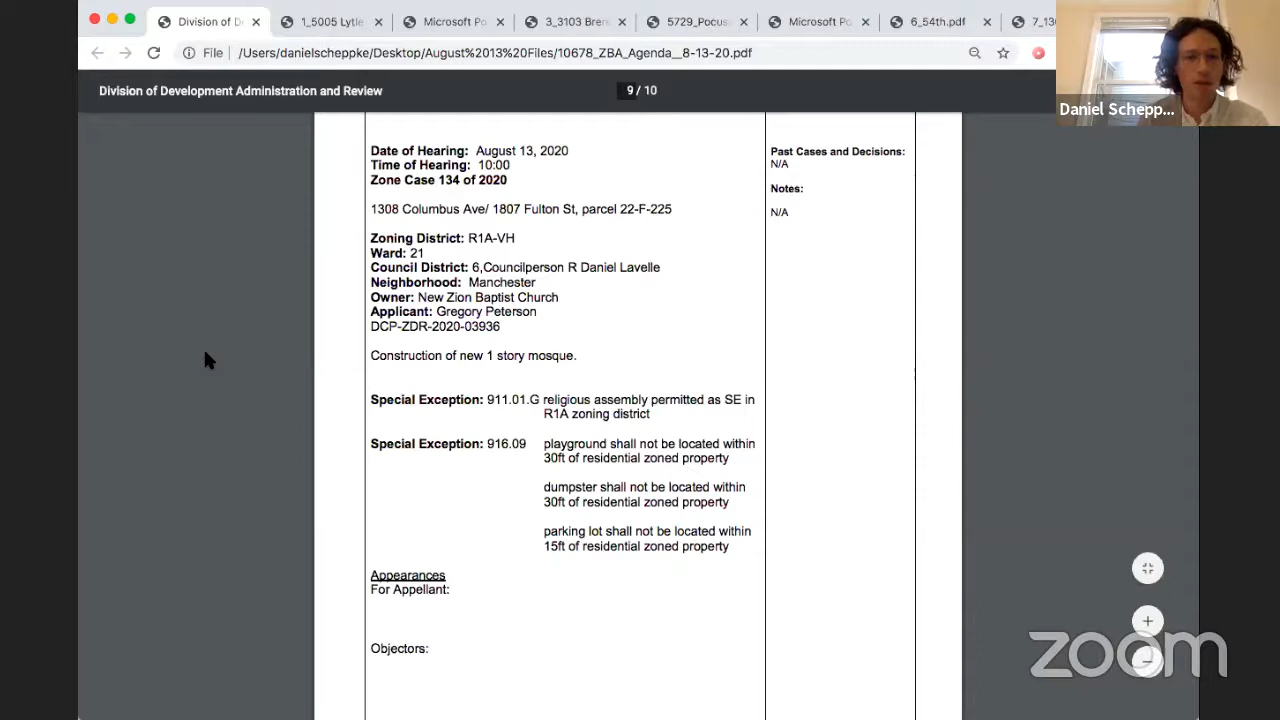 Division of D
1_5005 Lytle
Microsoft Po
3_3103 Brer
5729_Pocus
Microsoft Po
6_54th.pdf
File /Users/danielscheppke/Desktop/August%2013%20Files/10678_ZBA_Agenda__8-13-20.pdf
Division of Development Administration and Review
9 / 10
Daniel Schepp...
Date of Hearing: August 13, 2020
Time of Hearing: 10:00
Zone Case 134 of 2020
1308 Columbus Ave/ 1807 Fulton St, parcel 22-F-225
Zoning District: R1A-VH
Ward: 21
Council District: 6,Councilperson R Daniel Lavelle
Neighborhood: Manchester
Owner: New Zion Baptist Church
Applicant: Gregory Peterson
DCP-ZDR-2020-03936
Construction of new 1 story mosque.
Special Exception: 911.01.G religious assembly permitted as SE in
R1A zoning district
Special Exception: 916.09 playground shall not be located within
30ft of residential zoned property
dumpster shall not be located within
30ft of residential zoned property
parking lot shall not be located within
15ft of residential zoned property
Appearances
For Appellant:
Objectors:
Past Cases and Decisions:
N/A
Notes:
N/A
zoom